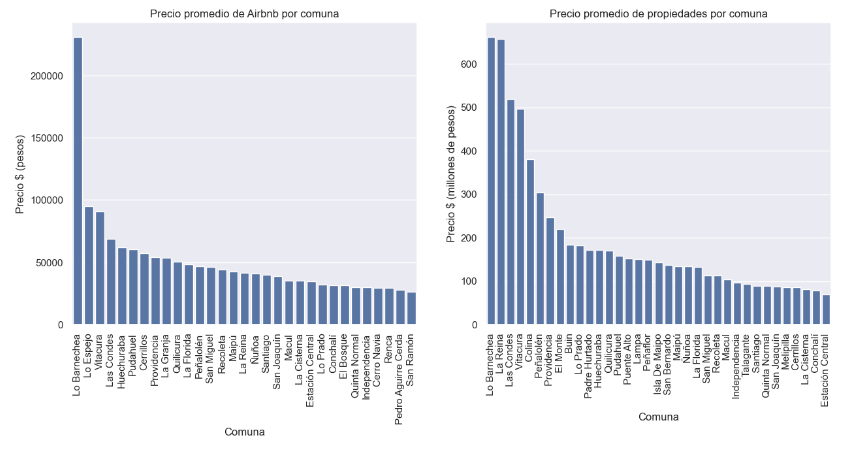 Precio promedio de Airbnb por comuna
Precio $ (pesos)
200000
150000
100000
50000
0
Lo Barnechea
Lo Espejo
Vitacura
Las Condes
Huechuraba
Pudahuel
Cerrillos
Providencia
La Granja
Quilicura
La Florida
Peñalolén
San Miguel
Recoleta
Maipú
La Reina
Ñuñoa
Santiago
San Joaquín
Macul
La Cisterna
Estación Central
Lo Prado
Conchalí
El Bosque
Quinta Normal
Independencia
Cerro Navia
Renca
Pedro Aguirre Cerda
San Ramón
Comuna
Precio promedio de propiedades por comuna
Precio $ (millones de pesos)
600
500
400
300
200
100
0
Lo Barnechea
La Reina
Las Condes
Vitacura
Colina
Peñalolén
Providencia
El Monte
Buin
Lo Prado
Padre Hurtado
Huechuraba
Quilicura
Pudahuel
Puente Alto
Lampa
Peñaflor
Isla De Maipo
San Bernardo
Maipú
Ñuñoa
La Florida
San Miguel
Recoleta
Macul
Independencia
Talagante
Santiago
Quinta Normal
San Joaquín
Melipilla
Cerrillos
La Cisterna
Conchalí
Estación Central
Comuna